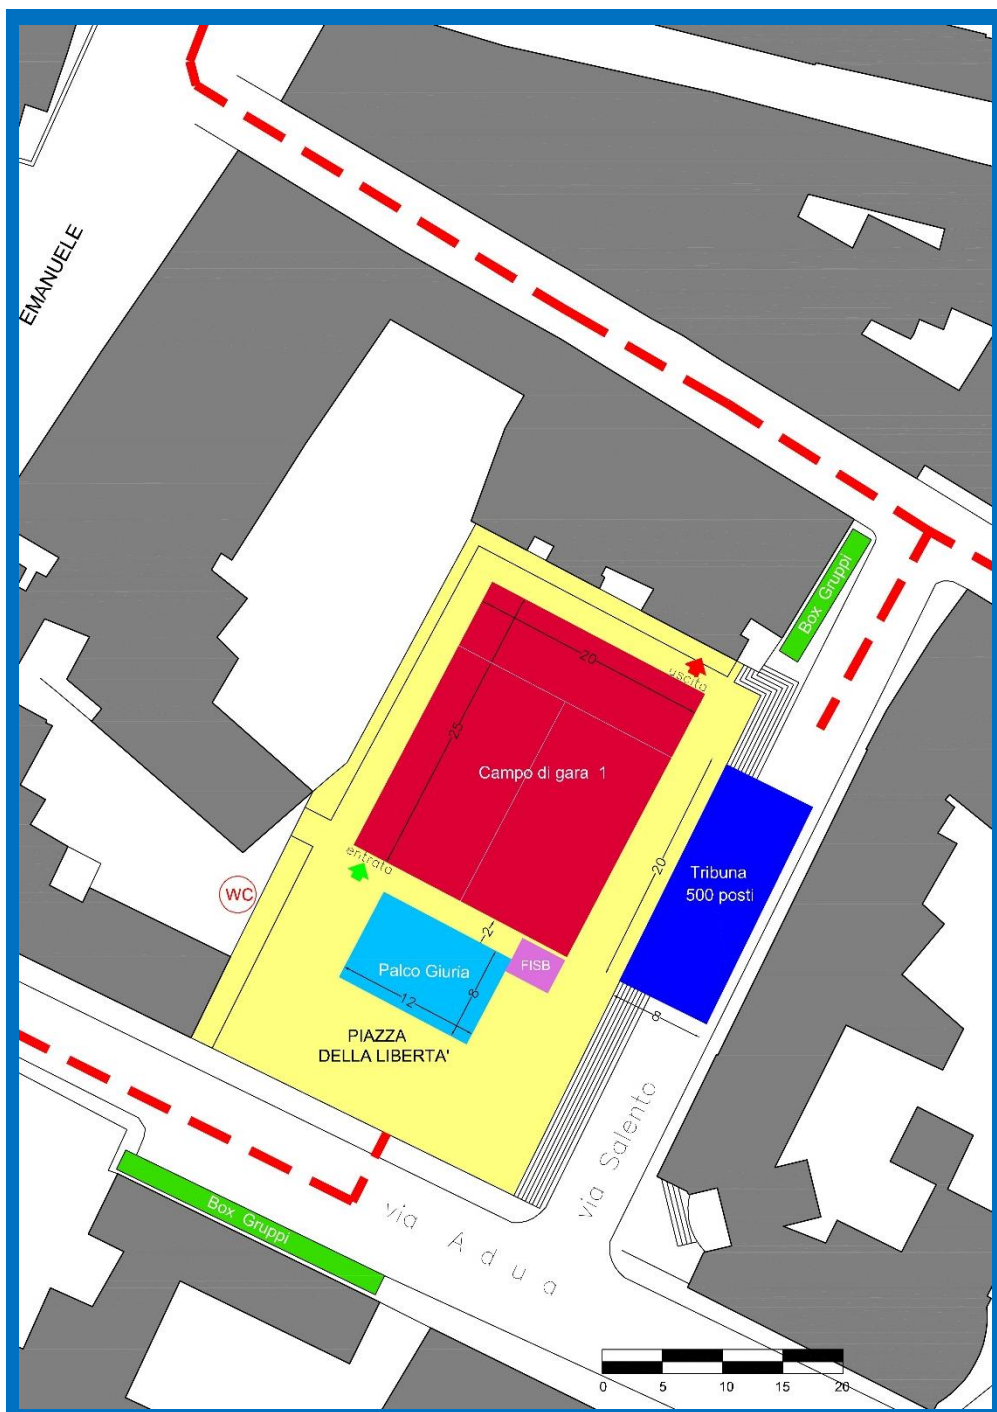 EMANUELE
Box Gruppi
20
uscita
25
Campo di gara 1
entrata
20
Tribuna
500 posti
WC
2
FISB
Palco Giuria
12
8
8
PIAZZA
DELLA LIBERTA'
via Salento
Box Gruppi
via Adua
0 5 10 15 20